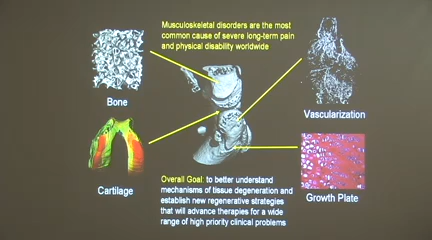 Musculoskeletal disorders are the most
common cause of severe long-term pain
and physical disability worldwide
Bone
Vascularization
Cartilage
Growth Plate
Overall Goal: to better understand
mechanisms of tissue degeneration and
establish new regenerative strategies
that will advance therapies for a wide
range of high priority clinical problems